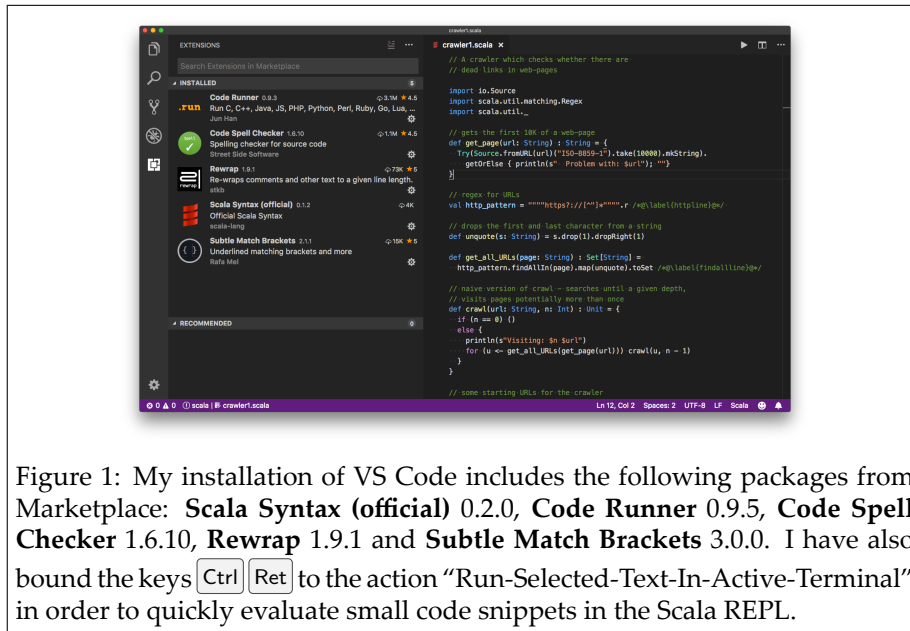 crawler1.scala
EXTENSIONS
Search Extensions in Marketplace
INSTALLED 5
Code Runner 0.9.3 3.1M ★4.5
.run
Run C, C++, Java, JS, PHP, Python, Perl, Ruby, Go, Lua, ...
Jun Han
Code Spell Checker 1.6.10 1.1M ★4.5
Spelling checker for source code
Street Side Software
Rewrap 1.9.1 73K ★5
rewrap
Re-wraps comments and other text to a given line length.
stkb
Scala Syntax (official) 0.1.2 4K
Official Scala Syntax
scala-lang
Subtle Match Brackets 2.1.1 16K ★5
Underlined matching brackets and more
Rafa Mel
RECOMMENDED 0
crawler1.scala ×
// A crawler which checks whether there are
// dead links in web-pages
import io.Source
import scala.util.matching.Regex
import scala.util._
// gets the first 10K of a web-page
def get_page(url: String) : String = {
Try(Source.fromURL(url)("ISO-8859-1").take(10000).mkString).
getOrElse { println(s" Problem with: $url"); ""}
}
// regex for URLs
val http_pattern = """"https?://[^"]*"""".r /*@\label{httpline}@*/
// drops the first and last character from a string
def unquote(s: String) = s.drop(1).dropRight(1)
def get_all_URLs(page: String) : Set[String] =
http_pattern.findAllIn(page).map(unquote).toSet /*@\label{findallline}@*/
// naive version of crawl - searches until a given depth,
// visits pages potentially more than once
def crawl(url: String, n: Int) : Unit = {
if (n == 0) ()
else {
println(s"Visiting: $n $url")
for (u <- get_all_URLs(get_page(url))) crawl(u, n - 1)
}
}
// some starting URLs for the crawler
0 0 scala | crawler1.scala Ln 12, Col 2 Spaces: 2 UTF-8 LF Scala
Figure 1: My installation of VS Code includes the following packages from
Marketplace: Scala Syntax (official) 0.2.0, Code Runner 0.9.5, Code Spell
Checker 1.6.10, Rewrap 1.9.1 and Subtle Match Brackets 3.0.0. I have also
bound the keys Ctrl Ret to the action “Run-Selected-Text-In-Active-Terminal”
in order to quickly evaluate small code snippets in the Scala REPL.